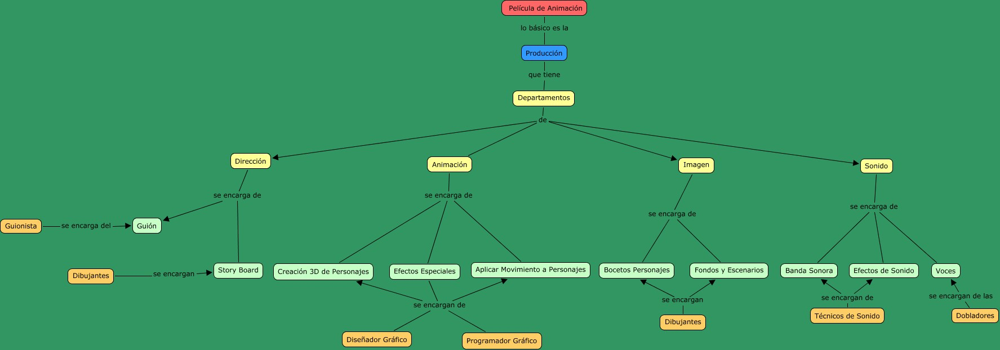 Película de Animación
lo básico es la
Producción
que tiene
Departamentos
de
Dirección
Animación
Imagen
Sonido
se encarga de
se encarga de
se encarga de
se encarga de
Guionista
se encarga del
Guión
Dibujantes
se encargan
Story Board
Creación 3D de Personajes
Efectos Especiales
Aplicar Movimiento a Personajes
Bocetos Personajes
Fondos y Escenarios
Banda Sonora
Efectos de Sonido
Voces
se encargan de
se encargan
se encargan de
se encargan de las
Diseñador Gráfico
Programador Gráfico
Dibujantes
Técnicos de Sonido
Dobladores